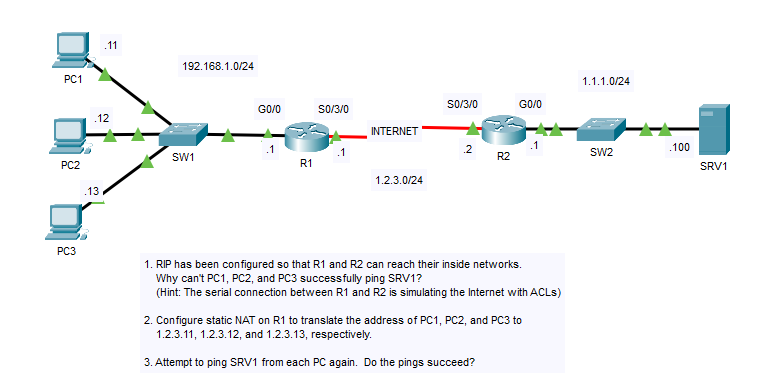 .11
192.168.1.0/24
PC1
1.1.1.0/24
G0/0
S0/3/0
S0/3/0
G0/0
.12
INTERNET
.1
.1
.2
.1
.100
PC2
SW1
R1
R2
SW2
SRV1
1.2.3.0/24
.13
PC3
1. RIP has been configured so that R1 and R2 can reach their inside networks.
Why can't PC1, PC2, and PC3 successfully ping SRV1?
(Hint: The serial connection between R1 and R2 is simulating the Internet with ACLs)
2. Configure static NAT on R1 to translate the address of PC1, PC2, and PC3 to
1.2.3.11, 1.2.3.12, and 1.2.3.13, respectively.
3. Attempt to ping SRV1 from each PC again. Do the pings succeed?